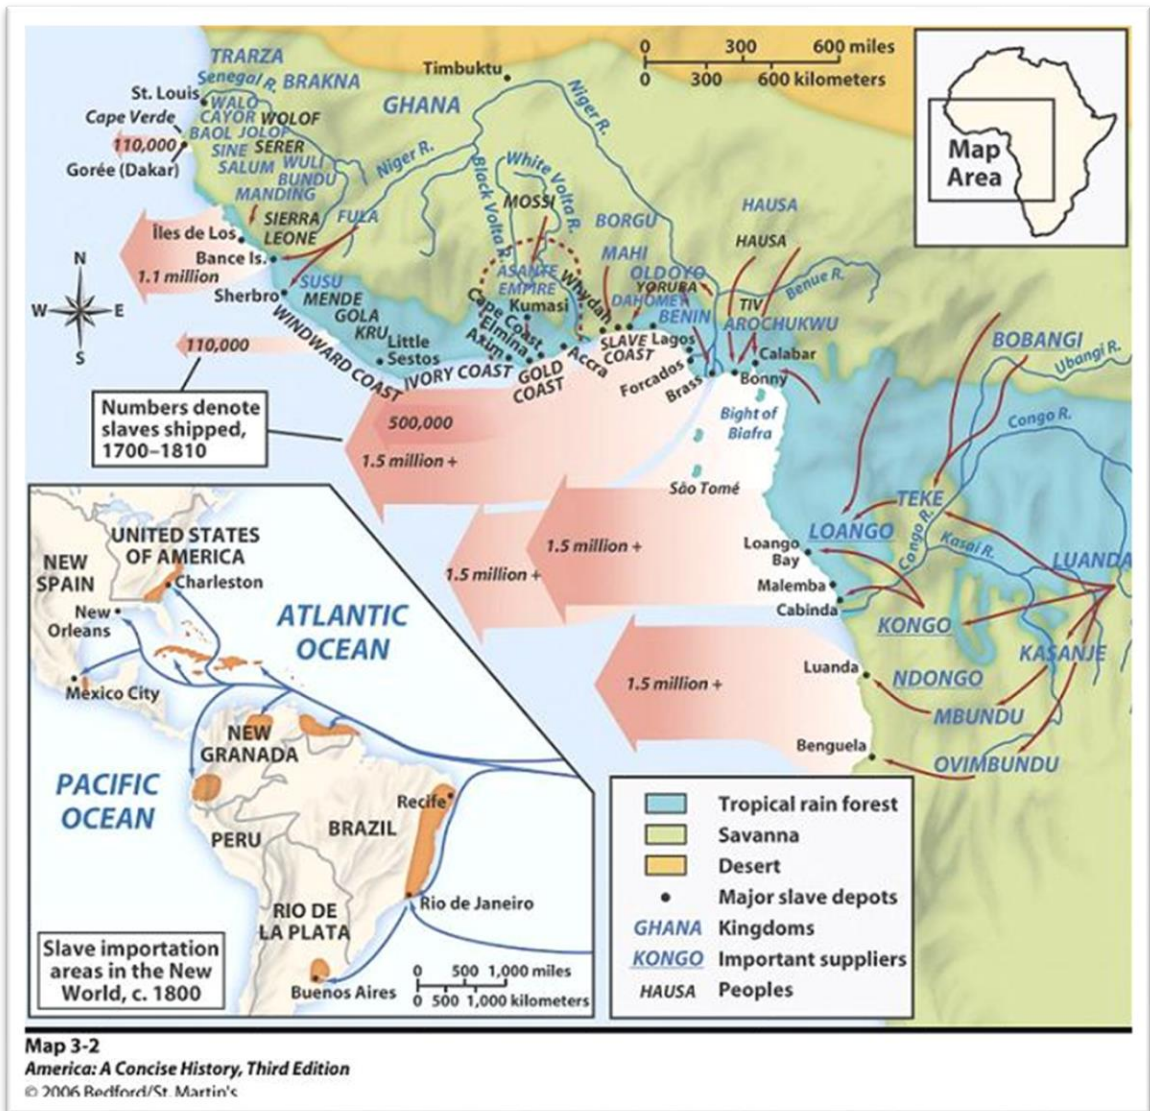 TRARZA
Senegal R.
BRAKNA
St. Louis
WALO
CAYOR
WOLOF
Cape Verde
BAOL
JOLOF
110,000
SINE
SERER
Gorée (Dakar)
SALUM
WULI
BUNDU
MANDING
Timbuktu
GHANA
Niger R.
Niger R.
0 300 600 miles
0 300 600 kilometers
Map
Area
White Volta R.
Black Volta R.
MOSSI
BORGU
HAUSA
HAUSA
SIERRA
LEONE
FULA
Îles de Los
Bance Is.
1.1 million
Sherbro
SUSU
MENDE
GOLA
KRU
Little
Sestos
WINDWARD COAST
IVORY COAST
GOLD
COAST
SLAVE
COAST
ASANTE
EMPIRE
Kumasi
Cape Coast
Elmina
Axim
Accra
Whydah
MAHI
OLDOYO
YORUBA
DAHOMEY
BENIN
TIV
Benue R.
AROCHUKWU
Lagos
Calabar
Forcados
Brass
Bonny
Bight of
Biafra
São Tomé
BOBANGI
Ubangi R.
Congo R.
N
W E
S
110,000
Numbers denote
slaves shipped,
1700–1810
500,000
1.5 million +
1.5 million +
1.5 million +
1.5 million +
TEKE
LOANGO
Congo R.
Kasai R.
LUANDA
Loango
Bay
Malemba
Cabinda
KONGO
KASANJE
Luanda
NDONGO
MBUNDU
Benguela
OVIMBUNDU
UNITED STATES
OF AMERICA
NEW
SPAIN
Charleston
New
Orleans
ATLANTIC
OCEAN
Mexico City
NEW
GRANADA
PACIFIC
OCEAN
Recife
PERU
BRAZIL
Rio de Janeiro
RIO DE
LA PLATA
Buenos Aires
Slave importation
areas in the New
World, c. 1800
0 500 1,000 miles
0 500 1,000 kilometers
Tropical rain forest
Savanna
Desert
Major slave depots
GHANA Kingdoms
KONGO Important suppliers
HAUSA Peoples
Map 3-2
America: A Concise History, Third Edition
© 2006 Bedford/St. Martin's